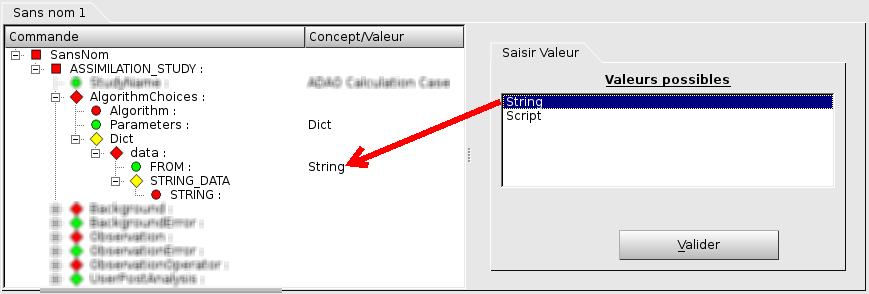 Sans nom 1
Commande Concept/Valeur
SansNom
ASSIMILATION_STUDY :
StudyName : ADAO Calculation Case
AlgorithmChoices :
Algorithm :
Parameters : Dict
Dict
data :
FROM : String
STRING_DATA
STRING :
Background :
BackgroundError :
Observation :
ObservationError :
ObservationOperator :
UserPostAnalysis :
Saisir Valeur
Valeurs possibles
String
Script
Valider